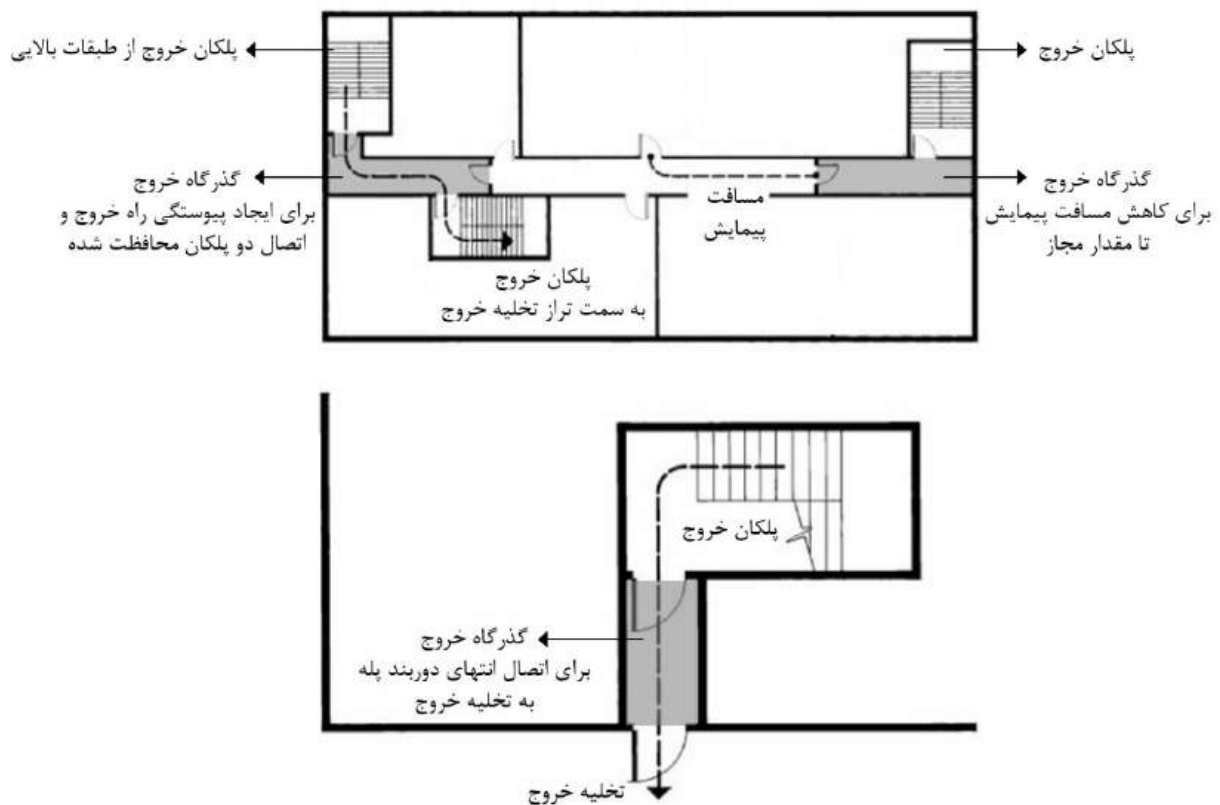 پلکان خروج از طبقات بالایی
پلکان خروج
گذرگاه خروج
برای ایجاد پیوستگی راه خروج و
اتصال دو پلکان محافظت شده
مسافت
پیمایش
گذرگاه خروج
برای کاهش مسافت پیمایش
تا مقدار مجاز
پلکان خروج
به سمت تراز تخلیه خروج
پلکان خروج
گذرگاه خروج
برای اتصال انتهای دوربند پله
به تخلیه خروج
تخلیه خروج